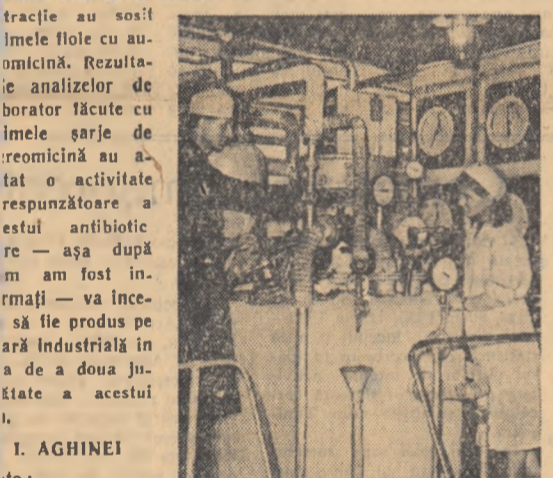 tracție au sosit
imele fiole cu au-
omicină. Rezulta-
e analizelor de
borator făcute cu
imele șarje de
reomicină au a-
tat o activitate
respunzătoare a
estui antibiotic
re — așa după
m am fost in-
rmați — va înce-
să fie produs pe
ară industrială în
a de a doua ju-
ătate a acestui
I. AGHINEI